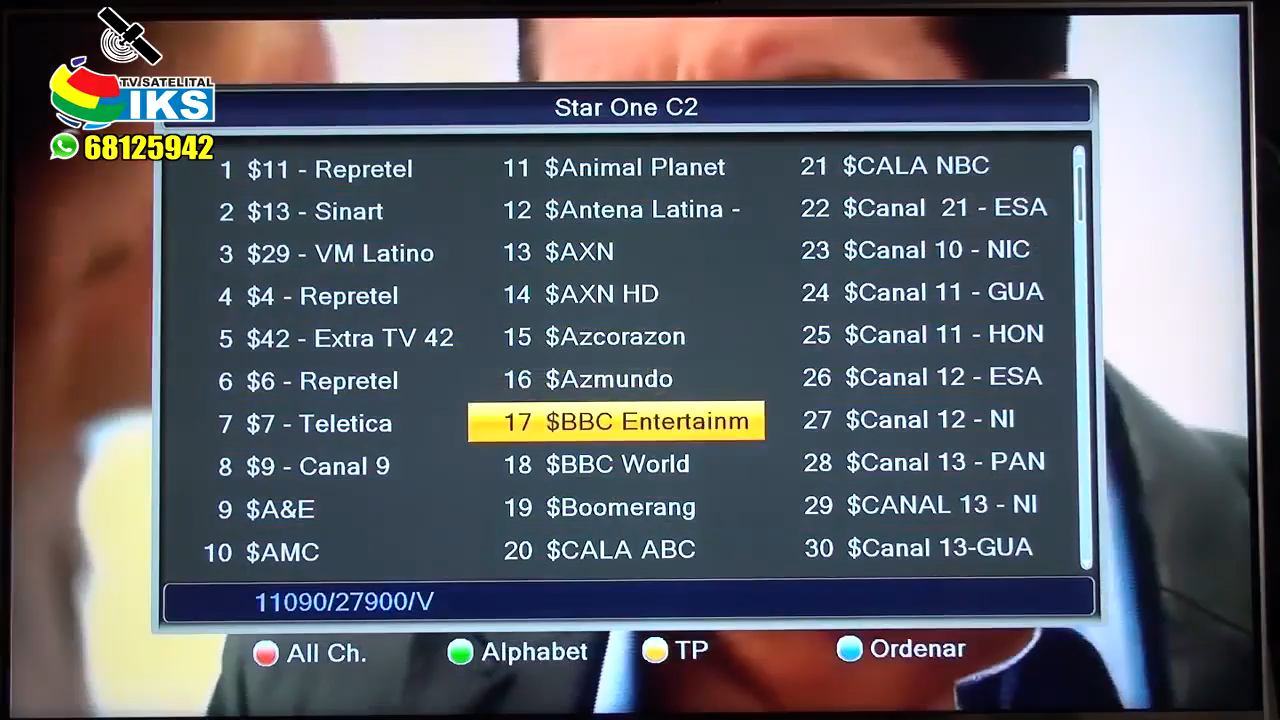 TV SATELITAL
IKS
68125942
Star One C2
1 $11 - Repretel
2 $13 - Sinart
3 $29 - VM Latino
4 $4 - Repretel
5 $42 - Extra TV 42
6 $6 - Repretel
7 $7 - Teletica
8 $9 - Canal 9
9 $A&E
10 $AMC
11 $Animal Planet
12 $Antena Latina -
13 $AXN
14 $AXN HD
15 $Azcorazon
16 $Azmundo
17 $BBC Entertainm
18 $BBC World
19 $Boomerang
20 $CALA ABC
21 $CALA NBC
22 $Canal 21 - ESA
23 $Canal 10 - NIC
24 $Canal 11 - GUA
25 $Canal 11 - HON
26 $Canal 12 - ESA
27 $Canal 12 - NI
28 $Canal 13 - PAN
29 $CANAL 13 - NI
30 $Canal 13-GUA
11090/27900/V
All Ch. Alphabet TP Ordenar